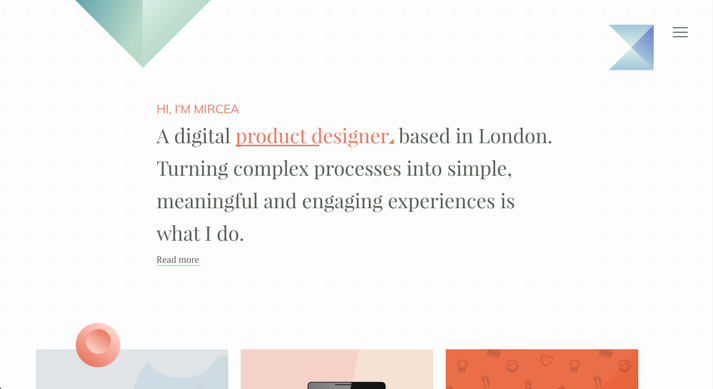 HI, I'M MIRCEA
A digital product designer, based in London.
Turning complex processes into simple,
meaningful and engaging experiences is
what I do.
Read more